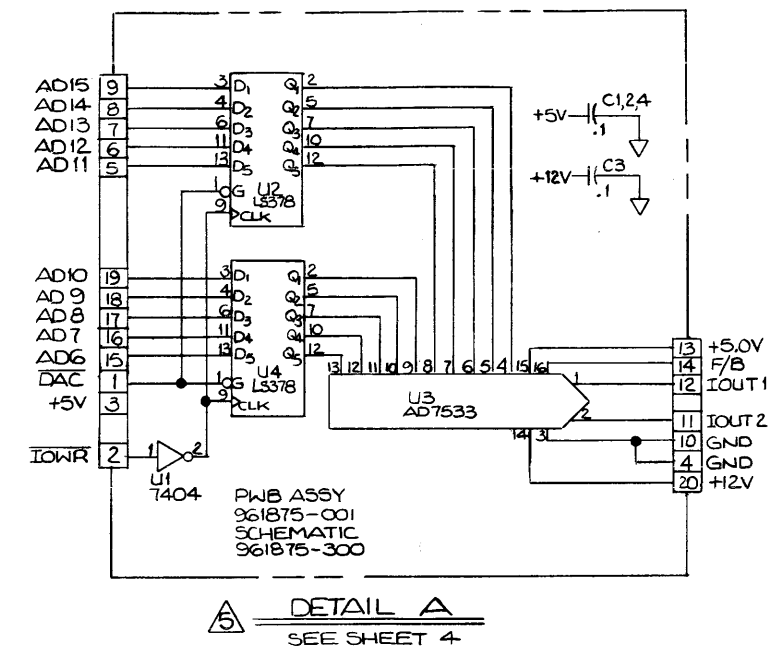 AD15 9 3 D1 Q1 2
AD14 8 4 D2 Q2 5
AD13 7 6 D3 Q3 7
AD12 6 11 D4 Q4 10
AD11 5 13 D5 Q5 12
1 G U2
LS378
9 CLK
+5V C1,2,4
.1
+12V C3
.1
AD10 19 3 D1 Q1 2
AD9 18 4 D2 Q2 5
AD8 17 6 D3 Q3 7
AD7 16 11 D4 Q4 10
AD6 15 13 D5 Q5 12
DAC 1 1 G U4
LS378
+5V 3 9 CLK
IOWR 2 1 2
U1
7404
13 12 11 10 9 8 7 6 5 4 15 16
U3
AD7533
1
2
14 3
13 +5.0V
14 F/B
12 IOUT1
11 IOUT2
10 GND
4 GND
20 +12V
PWB ASSY
961875-001
SCHEMATIC
961875-300
5 DETAIL A
SEE SHEET 4